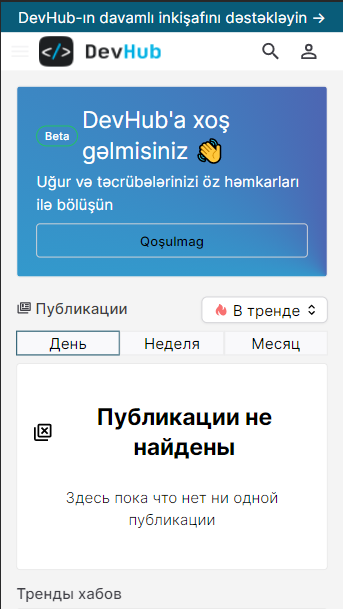 DevHub-ın davamlı inkişafını dəstəkləyin →
</> DevHub
Beta
DevHub'a xoş
gəlmisiniz 👋
Uğur və təcrübələrinizi öz həmkarları
ilə bölüşün
Qoşulmag
Публикации
В тренде
День Неделя Месяц
Публикации не
найдены
Здесь пока что нет ни одной
публикации
Тренды хабов